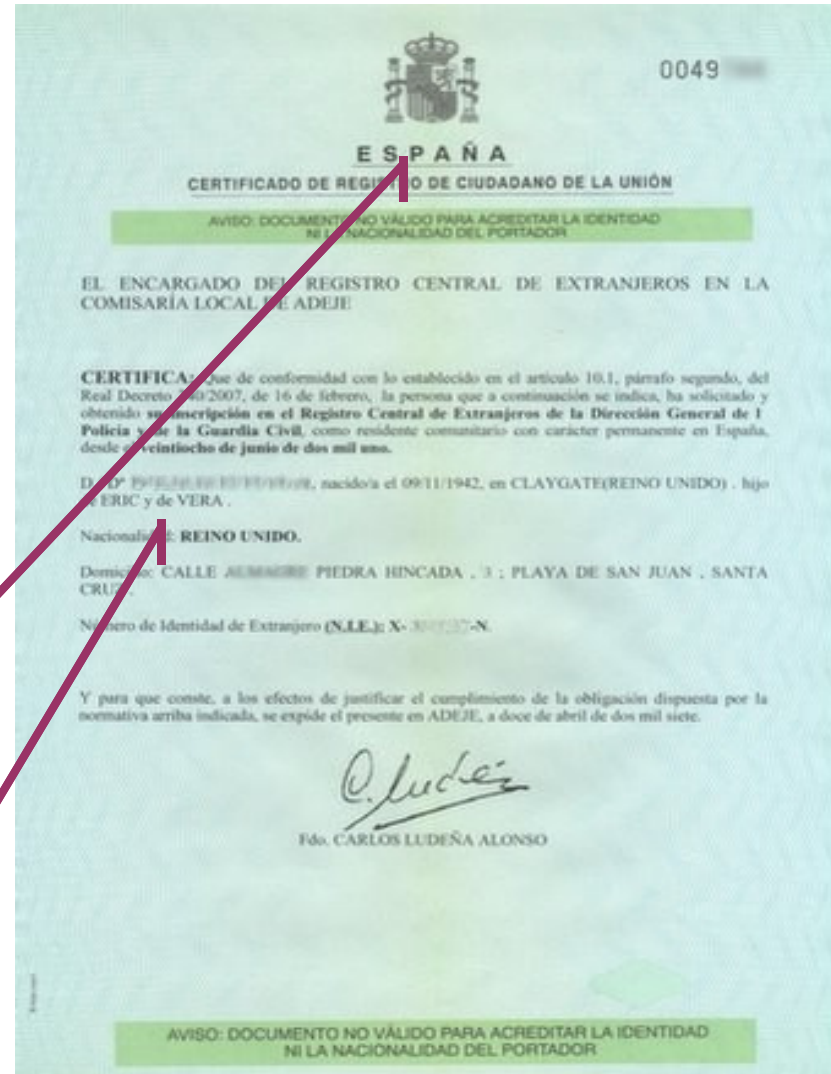 0049
ESPAÑA
CERTIFICADO DE REGISTRO DE CIUDADANO DE LA UNIÓN
AVISO: DOCUMENTO NO VÁLIDO PARA ACREDITAR LA IDENTIDAD
NI LA NACIONALIDAD DEL PORTADOR
EL ENCARGADO DEL REGISTRO CENTRAL DE EXTRANJEROS EN LA
COMISARÍA LOCAL DE ADEJE
CERTIFICA: Que de conformidad con lo establecido en el artículo 10.1, párrafo segundo, del
Real Decreto 240/2007, de 16 de febrero, la persona que a continuación se indica, ha solicitado y
obtenido su inscripción en el Registro Central de Extranjeros de la Dirección General de l
Policía y de la Guardia Civil, como residente comunitario con carácter permanente en España,
desde el veintiocho de junio de dos mil uno.
D./Dª nacido/a el 09/11/1942, en CLAYGATE(REINO UNIDO) . hijo
de ERIC y de VERA .
Nacionalidad: REINO UNIDO.
Domicilio: CALLE PIEDRA HINCADA , 3 ; PLAYA DE SAN JUAN , SANTA
CRUZ .
Número de Identidad de Extranjero (N.I.E.): X- -N.
Y para que conste, a los efectos de justificar el cumplimiento de la obligación dispuesta por la
normativa arriba indicada, se expide el presente en ADEJE, a doce de abril de dos mil siete.
Fdo. CARLOS LUDEÑA ALONSO
AVISO: DOCUMENTO NO VÁLIDO PARA ACREDITAR LA IDENTIDAD
NI LA NACIONALIDAD DEL PORTADOR